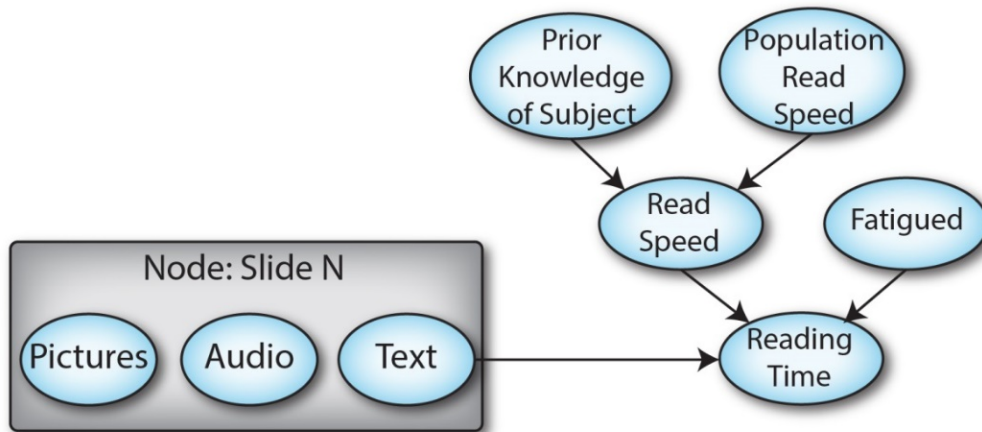 Prior
Knowledge
of Subject
Population
Read
Speed
Read
Speed
Fatigued
Node: Slide N
Pictures
Audio
Text
Reading
Time